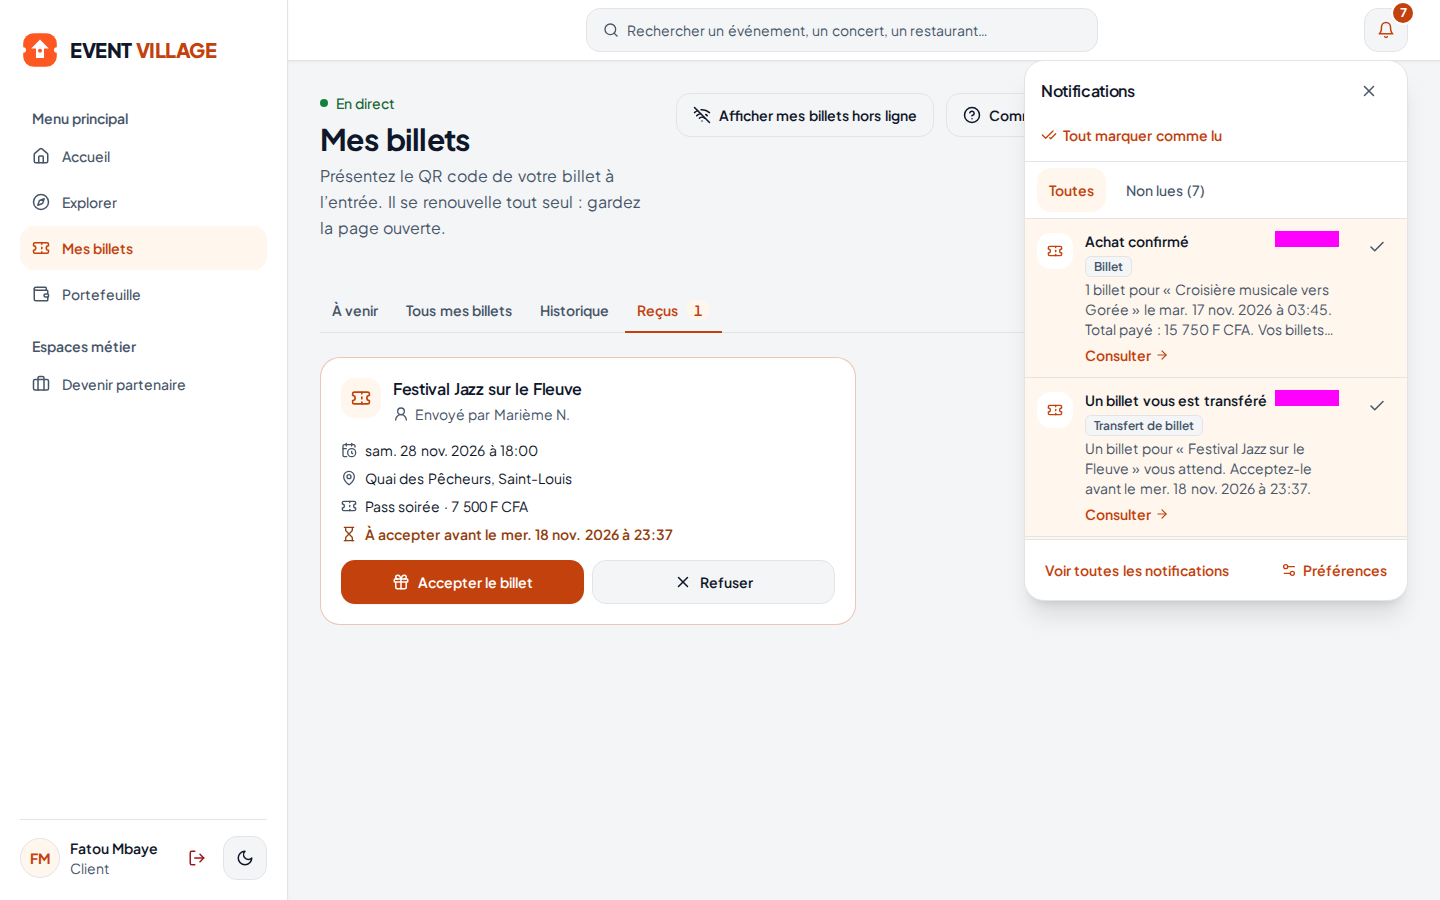 EVENT VILLAGE
Menu principal
Accueil
Explorer
Mes billets
Portefeuille
Espaces métier
Devenir partenaire
FM
Fatou Mbaye
Client
Rechercher un événement, un concert, un restaurant...
7
En direct
Mes billets
Présentez le QR code de votre billet à
l'entrée. Il se renouvelle tout seul : gardez
la page ouverte.
Afficher mes billets hors ligne
À venir
Tous mes billets
Historique
Reçus 1
Festival Jazz sur le Fleuve
Envoyé par Marième N.
sam. 28 nov. 2026 à 18:00
Quai des Pêcheurs, Saint-Louis
Pass soirée · 7 500 F CFA
À accepter avant le mer. 18 nov. 2026 à 23:37
Accepter le billet
Refuser
Notifications
Tout marquer comme lu
Toutes
Non lues (7)
Achat confirmé
Billet
1 billet pour « Croisière musicale vers
Gorée » le mar. 17 nov. 2026 à 03:45.
Total payé : 15 750 F CFA. Vos billets...
Consulter
Un billet vous est transféré
Transfert de billet
Un billet pour « Festival Jazz sur le
Fleuve » vous attend. Acceptez-le
avant le mer. 18 nov. 2026 à 23:37.
Consulter
Voir toutes les notifications
Préférences